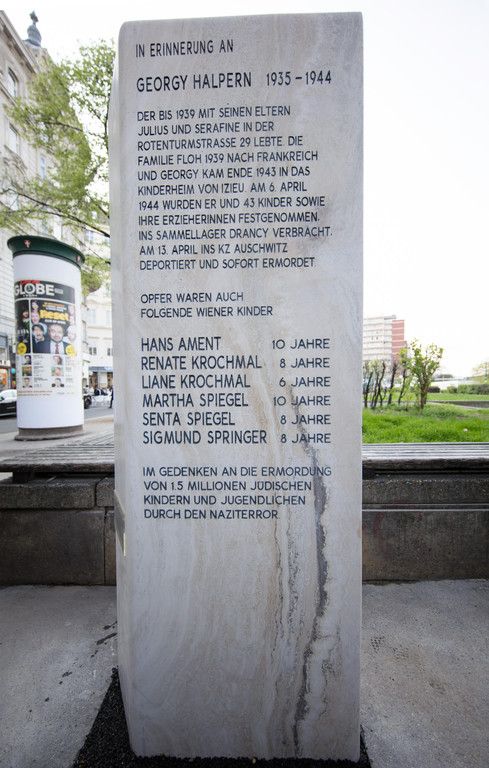 IN ERINNERUNG AN
GEORGY HALPERN 1935-1944
DER BIS 1939 MIT SEINEN ELTERN
JULIUS UND SERAFINE IN DER
ROTENTURMSTRASSE 29 LEBTE. DIE
FAMILIE FLOH 1939 NACH FRANKREICH
UND GEORGY KAM ENDE 1943 IN DAS
KINDERHEIM VON IZIEU. AM 6. APRIL
1944 WURDEN ER UND 43 KINDER SOWIE
IHRE ERZIEHERINNEN FESTGENOMMEN.
INS SAMMELLAGER DRANCY VERBRACHT.
AM 13. APRIL INS KZ AUSCHWITZ
DEPORTIERT UND SOFORT ERMORDET.
OPFER WAREN AUCH
FOLGENDE WIENER KINDER
HANS AMENT 10 JAHRE
RENATE KROCHMAL 8 JAHRE
LIANE KROCHMAL 6 JAHRE
MARTHA SPIEGEL 10 JAHRE
SENTA SPIEGEL 8 JAHRE
SIGMUND SPRINGER 8 JAHRE
IM GEDENKEN AN DIE ERMORDUNG
VON 1.5 MILLIONEN JÜDISCHEN
KINDERN UND JUGENDLICHEN
DURCH DEN NAZITERROR.
GLOBE
Reset